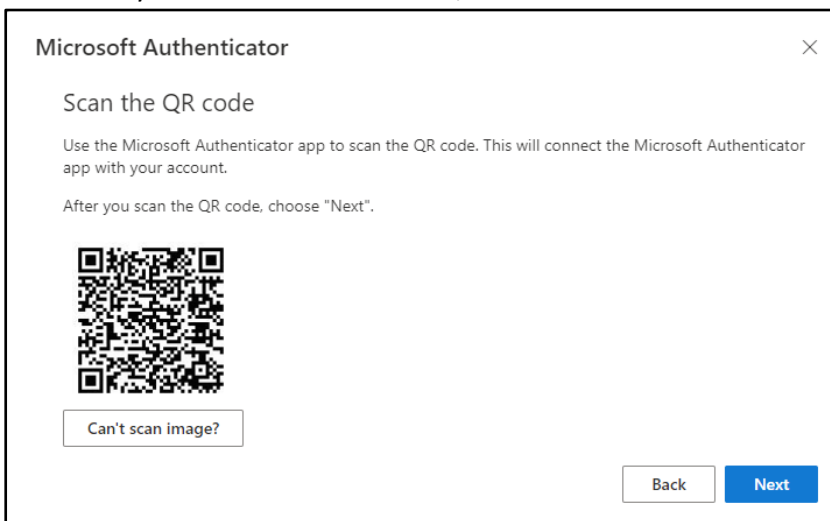 Microsoft Authenticator
Scan the QR code
Use the Microsoft Authenticator app to scan the QR code. This will connect the Microsoft Authenticator
app with your account.
After you scan the QR code, choose "Next".
Can't scan image?
Back Next